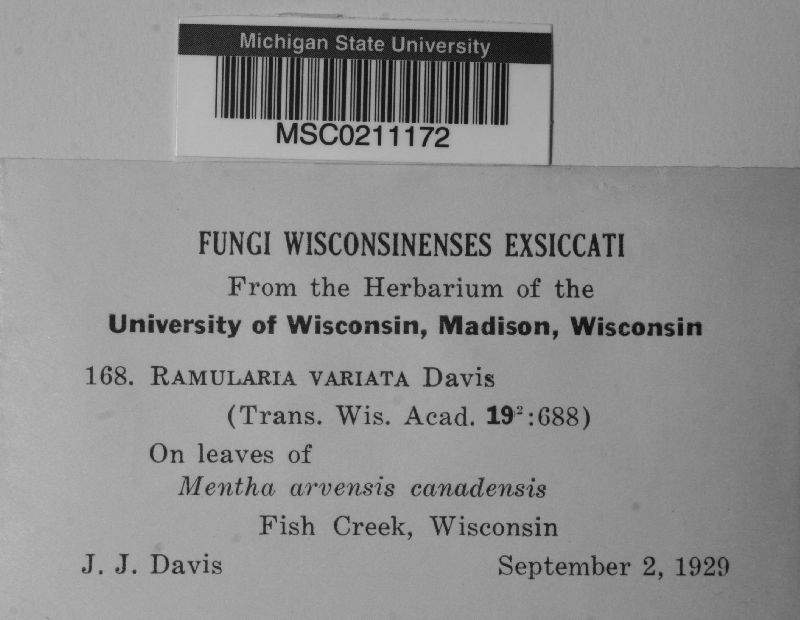 Michigan State University
MSC0211172
FUNGI WISCONSINENSES EXSICCATI
From the Herbarium of the
University of Wisconsin, Madison, Wisconsin
168. RAMULARIA VARIATA Davis
(Trans. Wis. Acad. 19²:688)
On leaves of
Mentha arvensis canadensis
Fish Creek, Wisconsin
J. J. Davis September 2, 1929